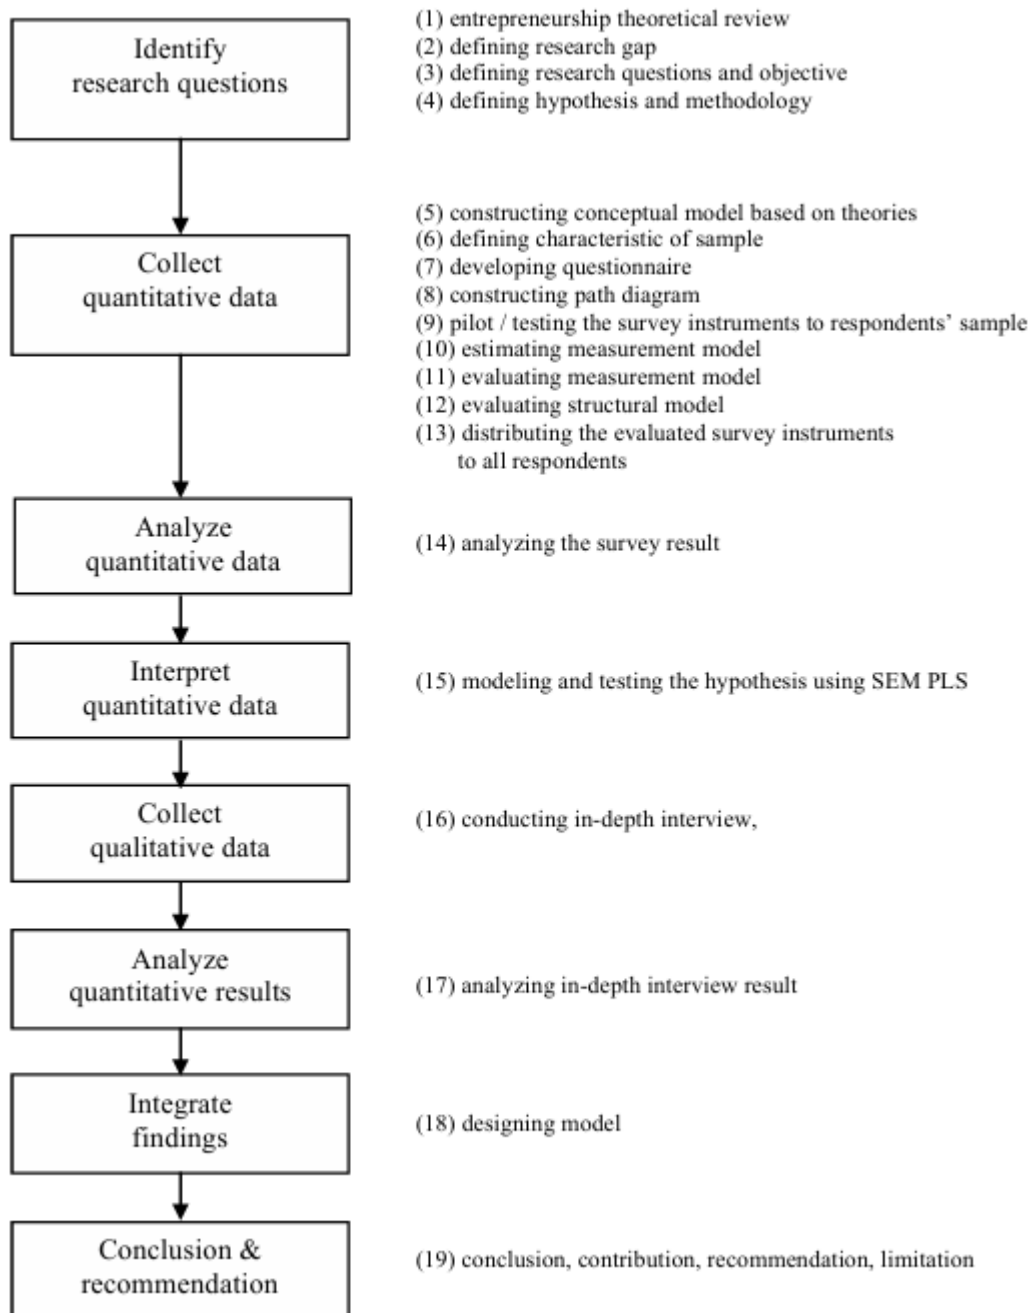 Identify
research questions
(1) entrepreneurship theoretical review
(2) defining research gap
(3) defining research questions and objective
(4) defining hypothesis and methodology
Collect
quantitative data
(5) constructing conceptual model based on theories
(6) defining characteristic of sample
(7) developing questionnaire
(8) constructing path diagram
(9) pilot / testing the survey instruments to respondents’ sample
(10) estimating measurement model
(11) evaluating measurement model
(12) evaluating structural model
(13) distributing the evaluated survey instruments
to all respondents
Analyze
quantitative data
(14) analyzing the survey result
Interpret
quantitative data
(15) modeling and testing the hypothesis using SEM PLS
Collect
qualitative data
(16) conducting in-depth interview,
Analyze
quantitative results
(17) analyzing in-depth interview result
Integrate
findings
(18) designing model
Conclusion &
recommendation
(19) conclusion, contribution, recommendation, limitation